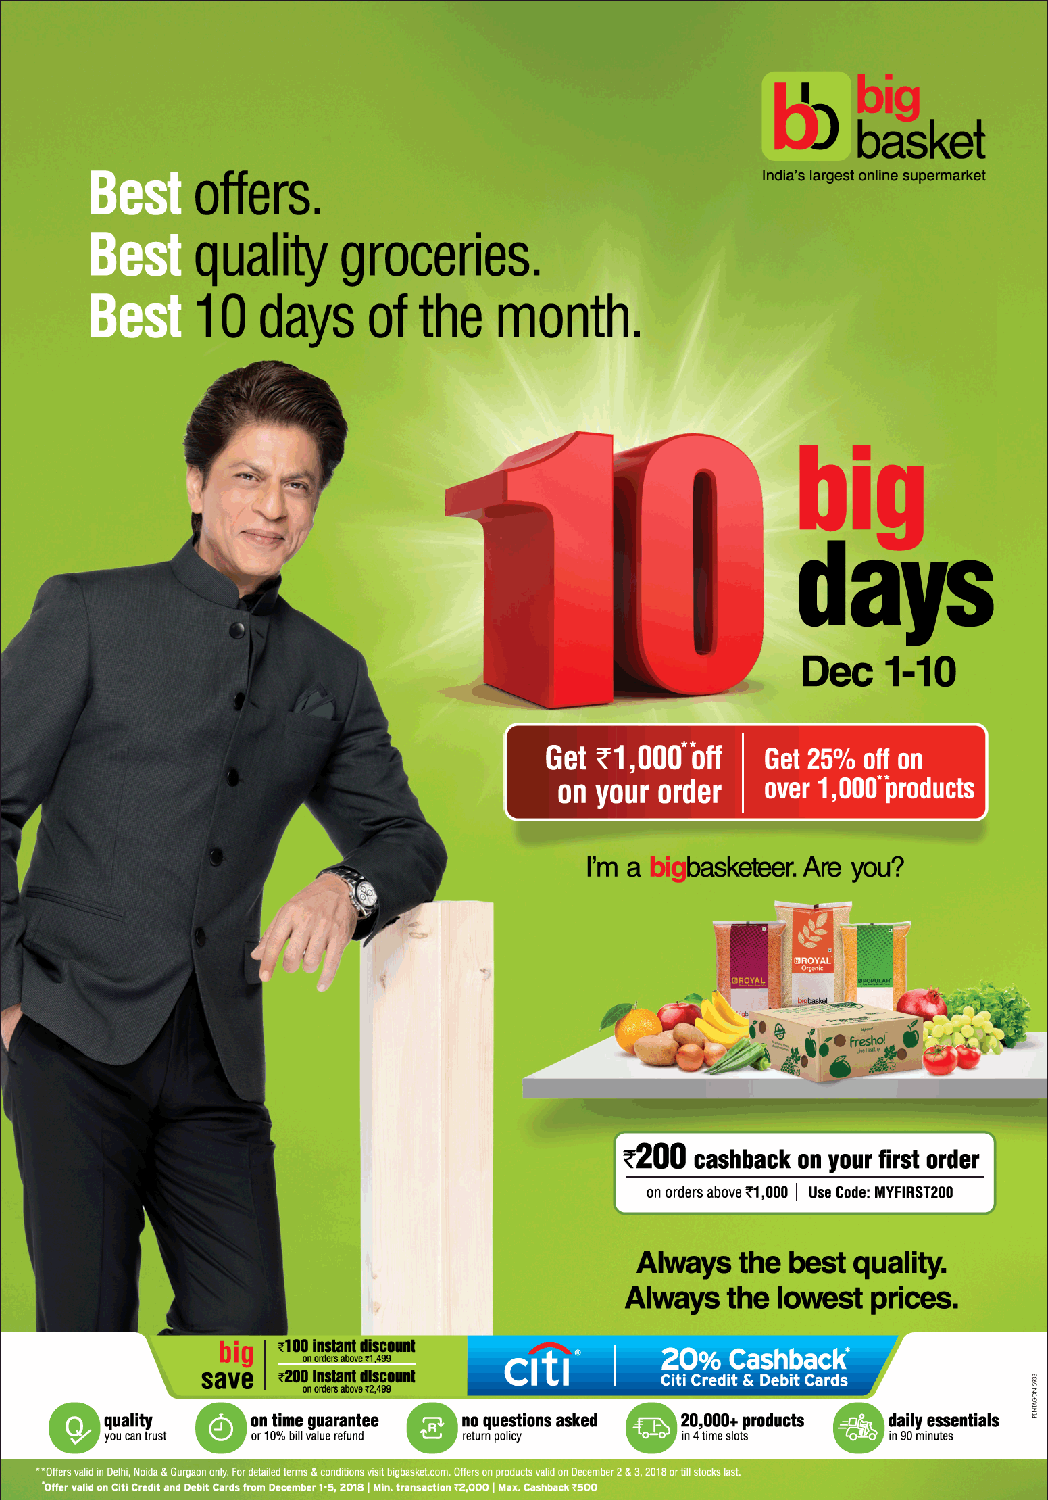 big
basket
India's largest online supermarket
Best offers.
Best quality groceries.
Best 10 days of the month.
10
big
days
Dec 1-10
Get ₹1,000**off
on your order
Get 25% off on
over 1,000**products
I'm a bigbasketeer. Are you?
ROYAL
Organic
ROYAL
POPULAR
bigbasket
fresho!
₹200 cashback on your first order
on orders above ₹1,000 | Use Code: MYFIRST200
Always the best quality.
Always the lowest prices.
big
save
₹100 instant discount
on orders above ₹1,499
₹200 instant discount
on orders above ₹2,499
citi®
20% Cashback*
Citi Credit & Debit Cards
quality
you can trust
on time guarantee
or 10% bill value refund
no questions asked
return policy
20,000+ products
in 4 time slots
daily essentials
in 90 minutes
**Offers valid in Delhi, Noida & Gurgaon only. For detailed terms & conditions visit bigbasket.com. Offers on products valid on December 2 & 3, 2018 or till stocks last.
*Offer valid on Citi Credit and Debit Cards from December 1-5, 2018 | Min. transaction ₹2,000 | Max. Cashback ₹500